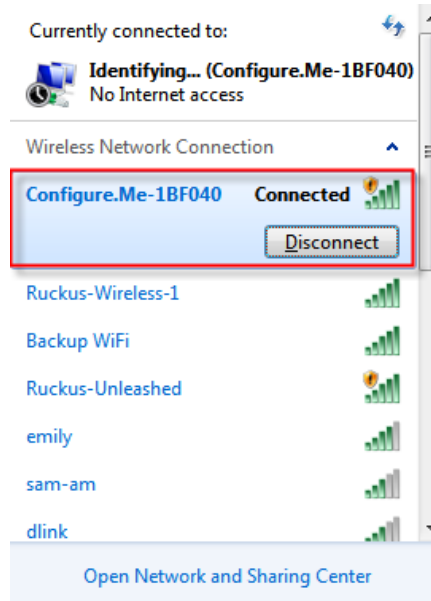 Currently connected to:
Identifying... (Configure.Me-1BF040)
No Internet access
Wireless Network Connection
Configure.Me-1BF040 Connected
Disconnect
Ruckus-Wireless-1
Backup WiFi
Ruckus-Unleashed
emily
sam-am
dlink
Open Network and Sharing Center